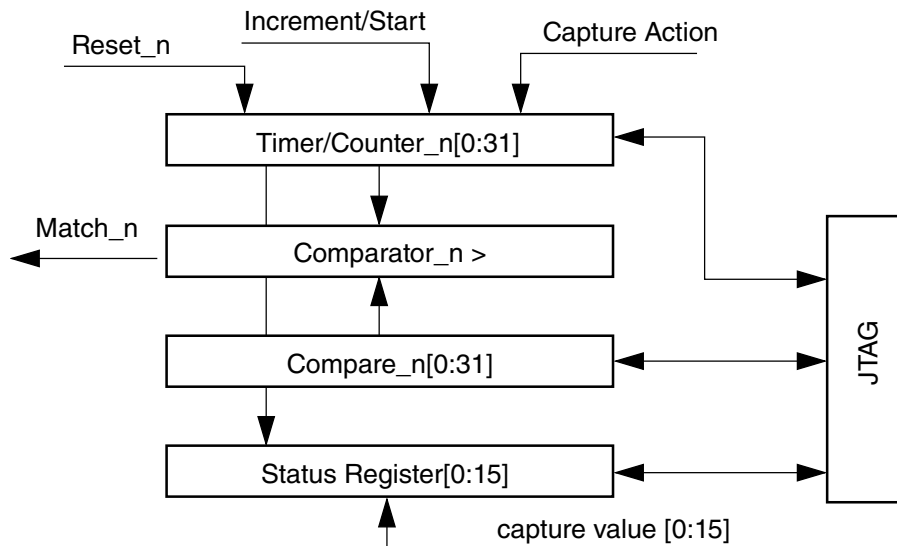 Increment/Start
Capture Action
Reset_n
Timer/Counter_n[0:31]
Match_n
Comparator_n >
Compare_n[0:31]
JTAG
Status Register[0:15]
capture value [0:15]